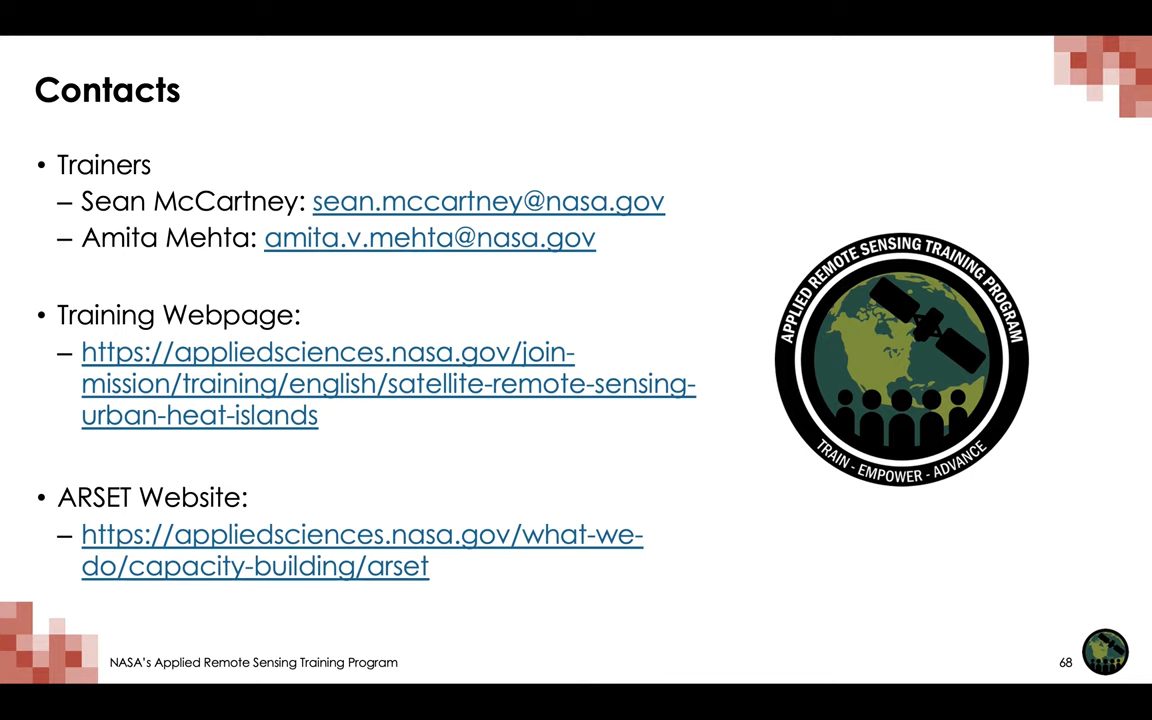 Contacts
• Trainers
– Sean McCartney: sean.mccartney@nasa.gov
– Amita Mehta: amita.v.mehta@nasa.gov
• Training Webpage:
– https://appliedsciences.nasa.gov/join-
mission/training/english/satellite-remote-sensing-
urban-heat-islands
• ARSET Website:
– https://appliedsciences.nasa.gov/what-we-
do/capacity-building/arset
APPLIED REMOTE SENSING TRAINING PROGRAM
TRAIN - EMPOWER - ADVANCE
NASA's Applied Remote Sensing Training Program
68